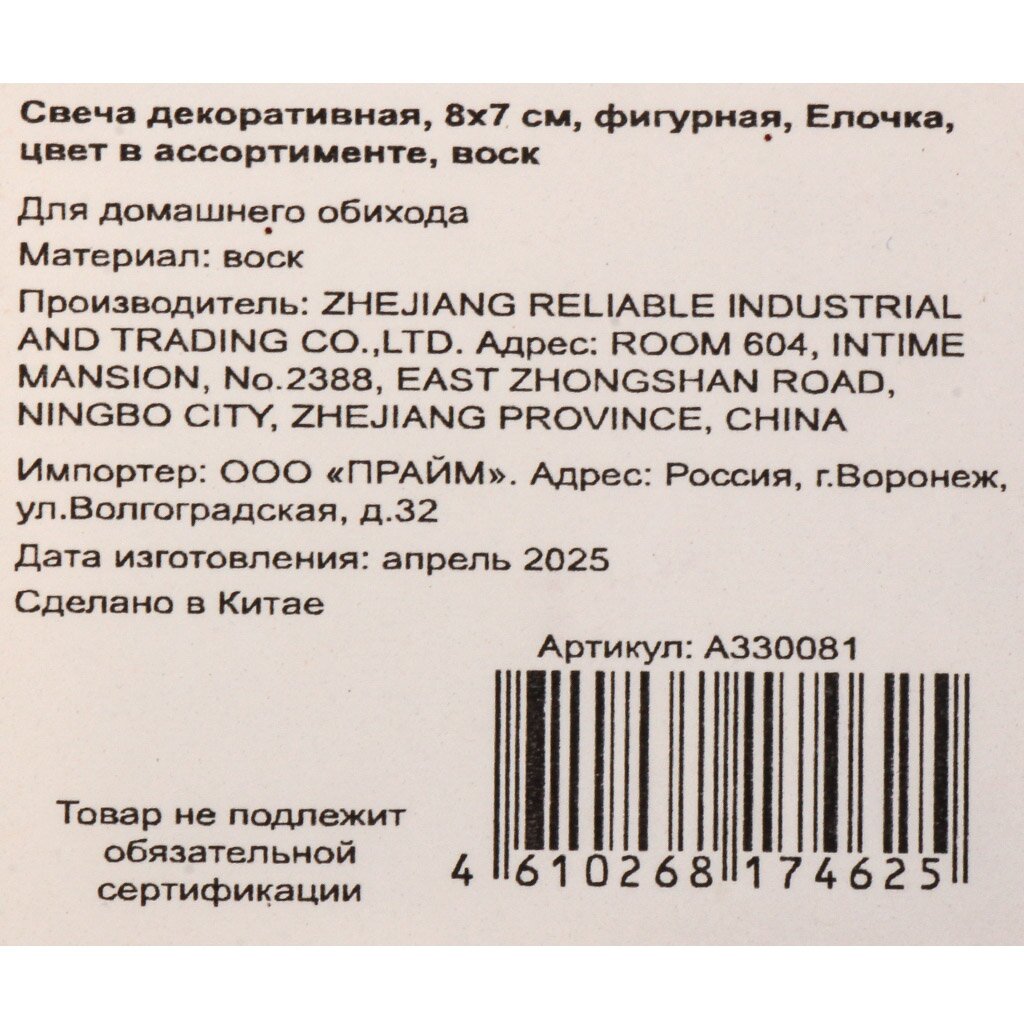 Свеча декоративная, 8х7 см, фигурная, Елочка,
цвет в ассортименте, воск
Для домашнего обихода
Материал: воск
Производитель: ZHEJIANG RELIABLE INDUSTRIAL
AND TRADING CO.,LTD. Адрес: ROOM 604, INTIME
MANSION, No.2388, EAST ZHONGSHAN ROAD,
NINGBO CITY, ZHEJIANG PROVINCE, CHINA
Импортер: ООО «ПРАЙМ». Адрес: Россия, г.Воронеж,
ул.Волгоградская, д.32
Дата изготовления: апрель 2025
Сделано в Китае
Артикул: А330081
Товар не подлежит
обязательной
сертификации
4 610268 174625